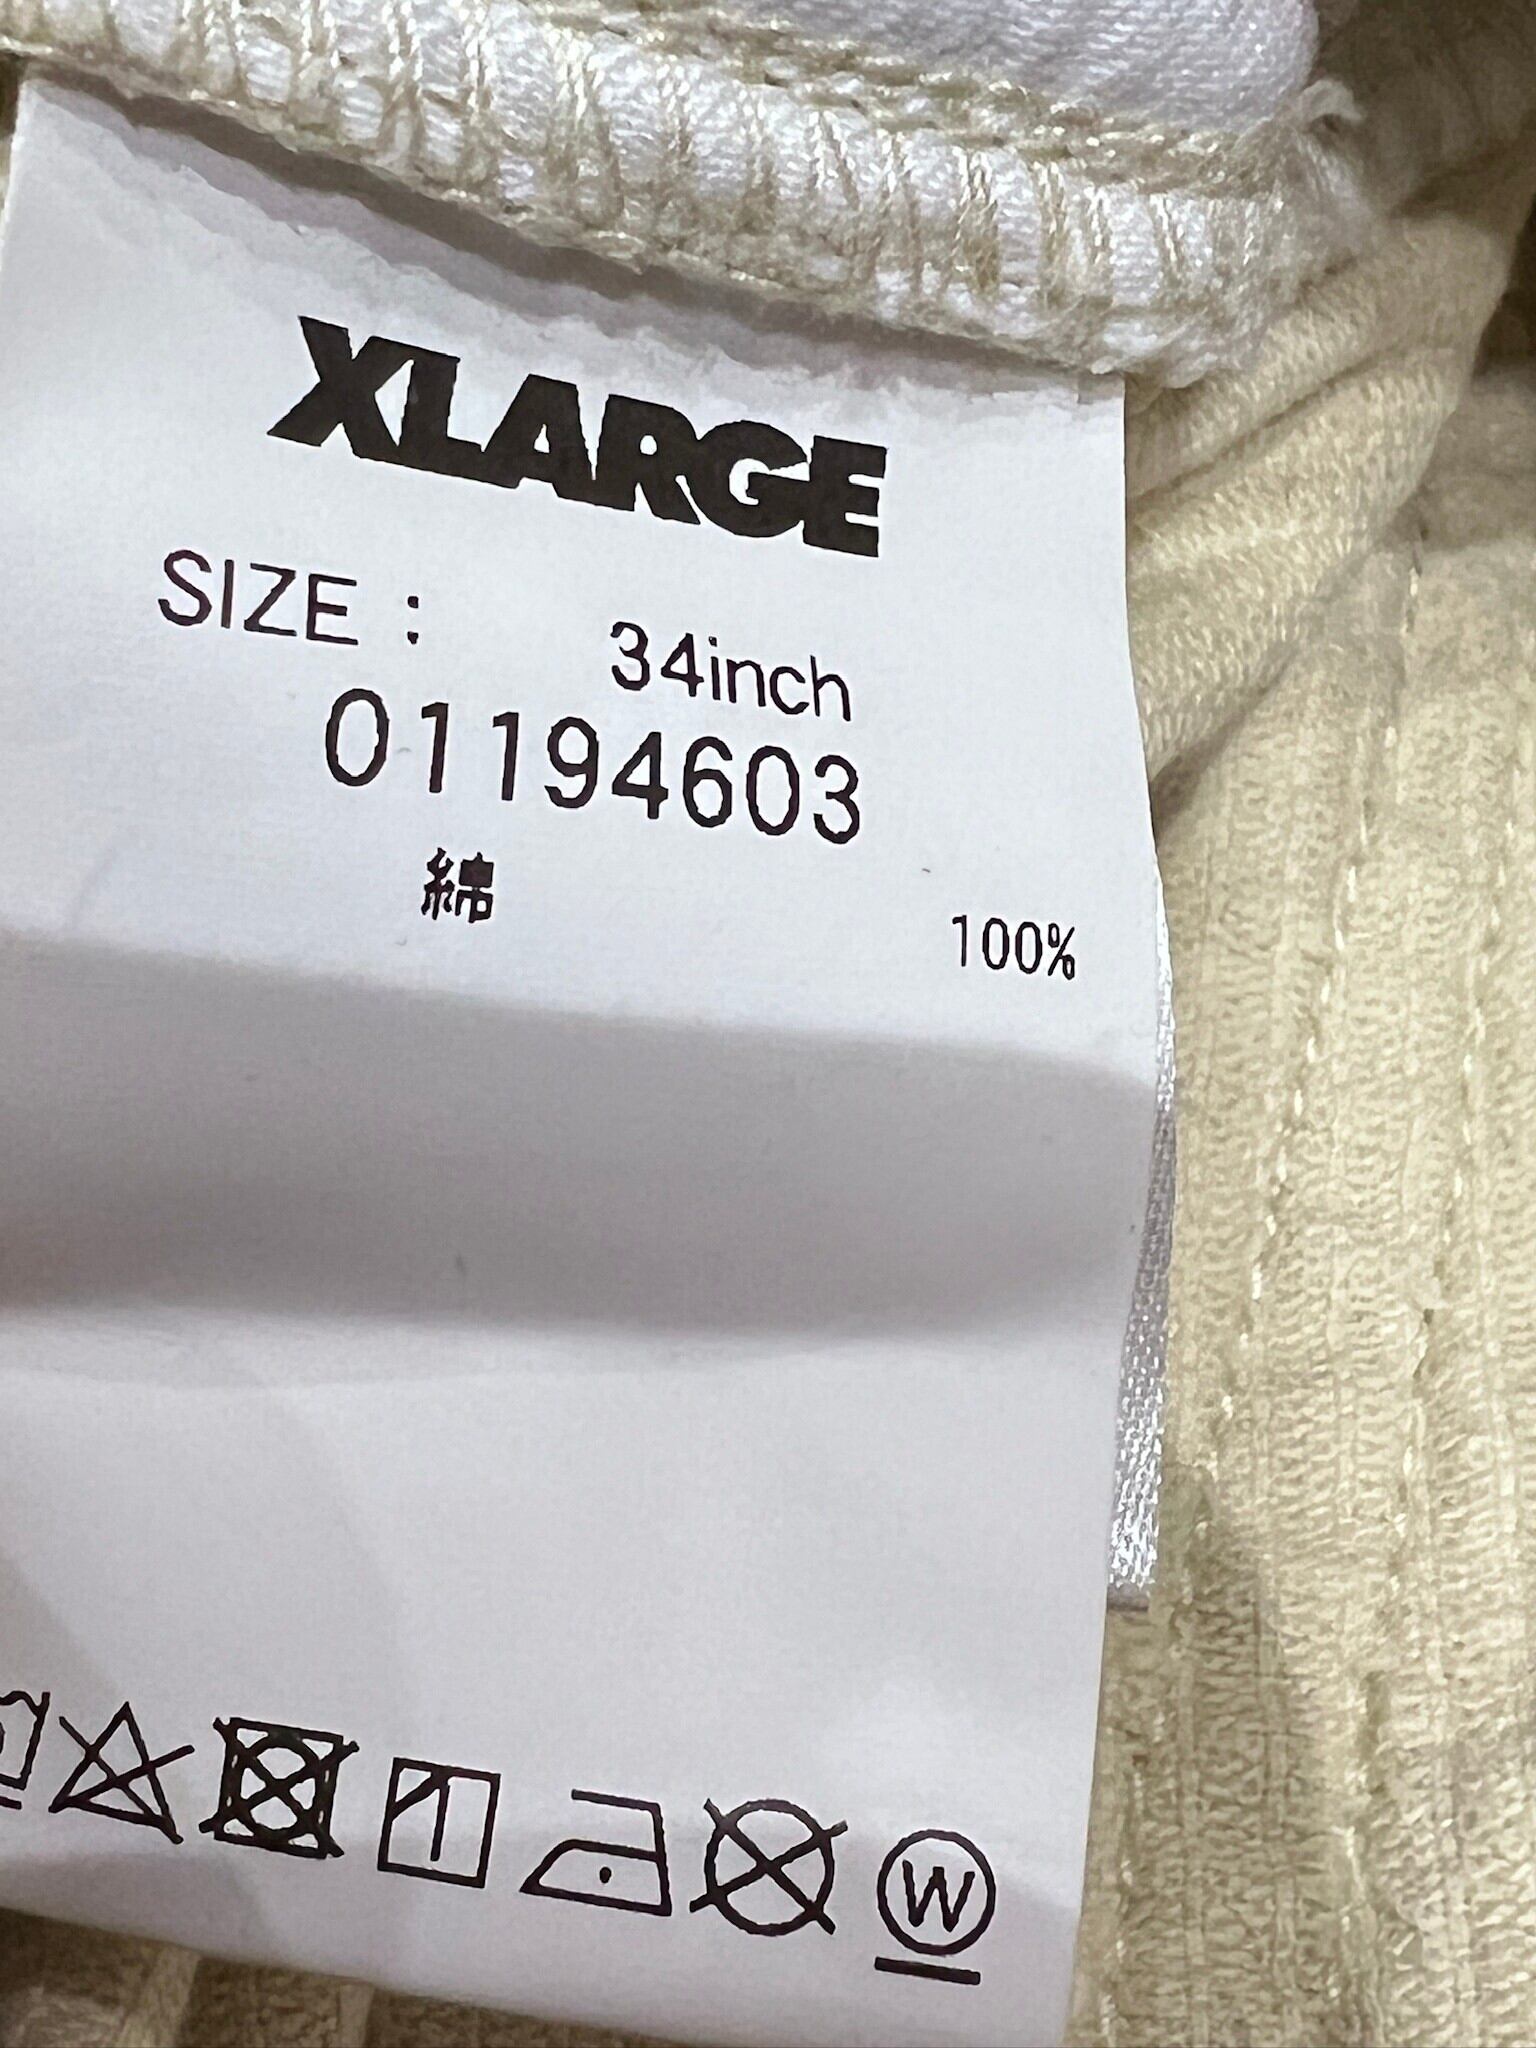 XLARGE
SIZE : 34inch
01194603
綿 100%
W